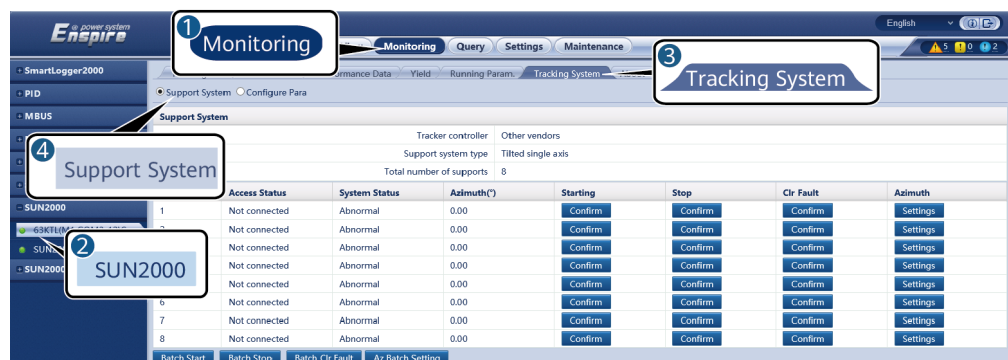 @ power system
Enspire
English
1
Monitoring
Monitoring Query Settings Maintenance
5 0 2
3
Tracking System
SmartLogger2000
PID
MBUS
Performance Data Yield Running Param. Tracking System
Support System Configure Para
Support System
Tracker controller Other vendors
Support system type Tilted single axis
Total number of supports 8
4
Support System
Access Status System Status Azimuth(°) Starting Stop Clr Fault Azimuth
SUN2000
1 Not connected Abnormal 0.00 Confirm Confirm Confirm Settings
Not connected Abnormal 0.00 Confirm Confirm Confirm Settings
Not connected Abnormal 0.00 Confirm Confirm Confirm Settings
Not connected Abnormal 0.00 Confirm Confirm Confirm Settings
Not connected Abnormal 0.00 Confirm Confirm Confirm Settings
6 Not connected Abnormal 0.00 Confirm Confirm Confirm Settings
7 Not connected Abnormal 0.00 Confirm Confirm Confirm Settings
8 Not connected Abnormal 0.00 Confirm Confirm Confirm Settings
2
SUN2000
SUN2000
Batch Start Batch Stop Batch Clr Fault Az Batch Setting